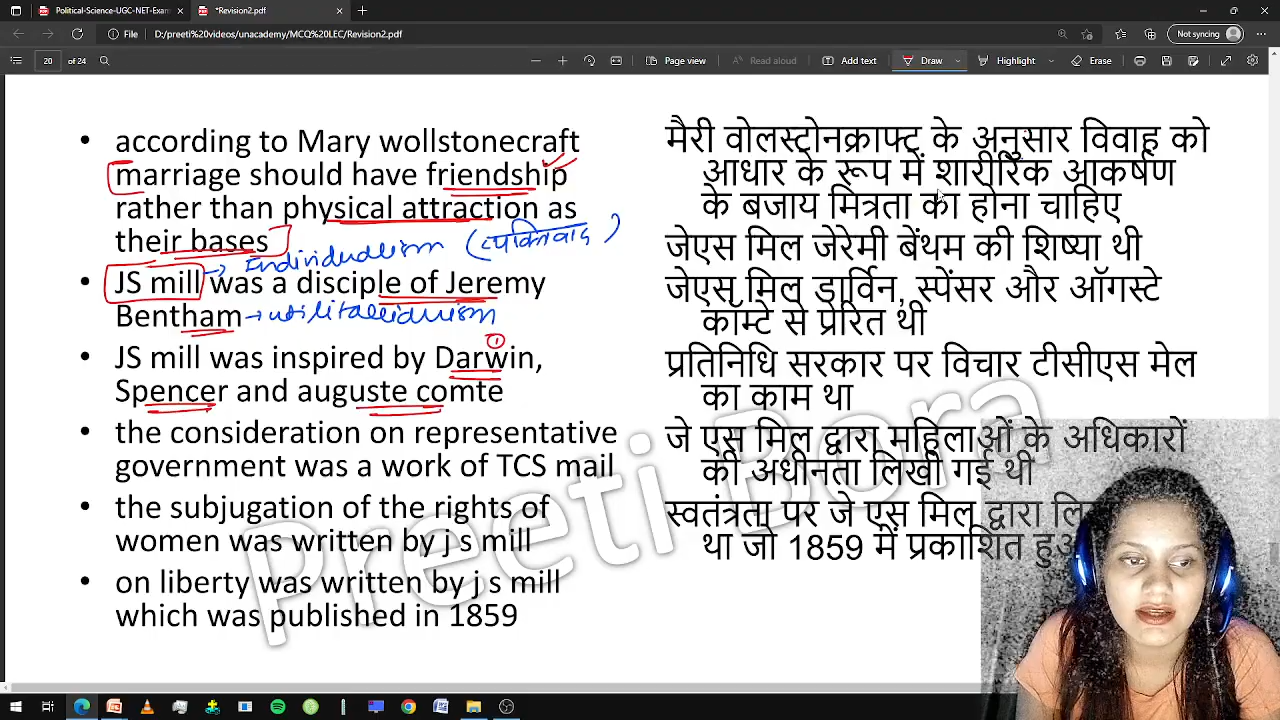 Political-Science-UGC-NET-Exam
*Revision2.pdf
File
D:/preeti%20videos/unacademy/MCQ%20LEC/Revision2.pdf
Not syncing
20
of 24
Page view
Read aloud
Add text
Draw
Highlight
Erase
• according to Mary wollstonecraft
marriage should have friendship
rather than physical attraction as
their bases
Individualism (व्यक्तिवाद)
• JS mill was a disciple of Jeremy
Bentham → utilitarianism
①
• JS mill was inspired by Darwin,
Spencer and auguste comte
• the consideration on representative
government was a work of TCS mail
• the subjugation of the rights of
women was written by j s mill
• on liberty was written by j s mill
which was published in 1859
मैरी वोलस्टोनक्राफ्ट के अनुसार विवाह को
आधार के रूप में शारीरिक आकर्षण
के बजाय मित्रता का होना चाहिए
जेएस मिल जेरेमी बेंथम की शिष्या थी
जेएस मिल डार्विन, स्पेंसर और ऑगस्टे
कॉम्टे से प्रेरित थी
प्रतिनिधि सरकार पर विचार टीसीएस मेल
का काम था
जे एस मिल द्वारा महिलाओं के अधिकारों
की अधीनता लिखी गई थी
स्वतंत्रता पर जे एस मिल द्वारा
था जो 1859 में प्रकाशित
Preeti Bora